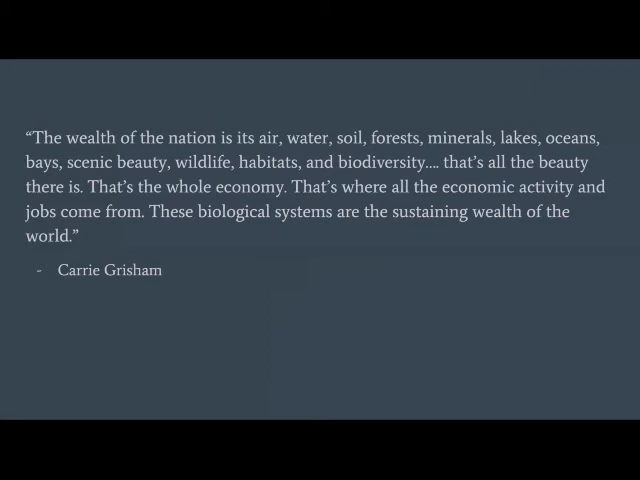 “The wealth of the nation is its air, water, soil, forests, minerals, lakes, oceans,
bays, scenic beauty, wildlife, habitats, and biodiversity.... that’s all the beauty
there is. That’s the whole economy. That’s where all the economic activity and
jobs come from. These biological systems are the sustaining wealth of the
world.”
- Carrie Grisham